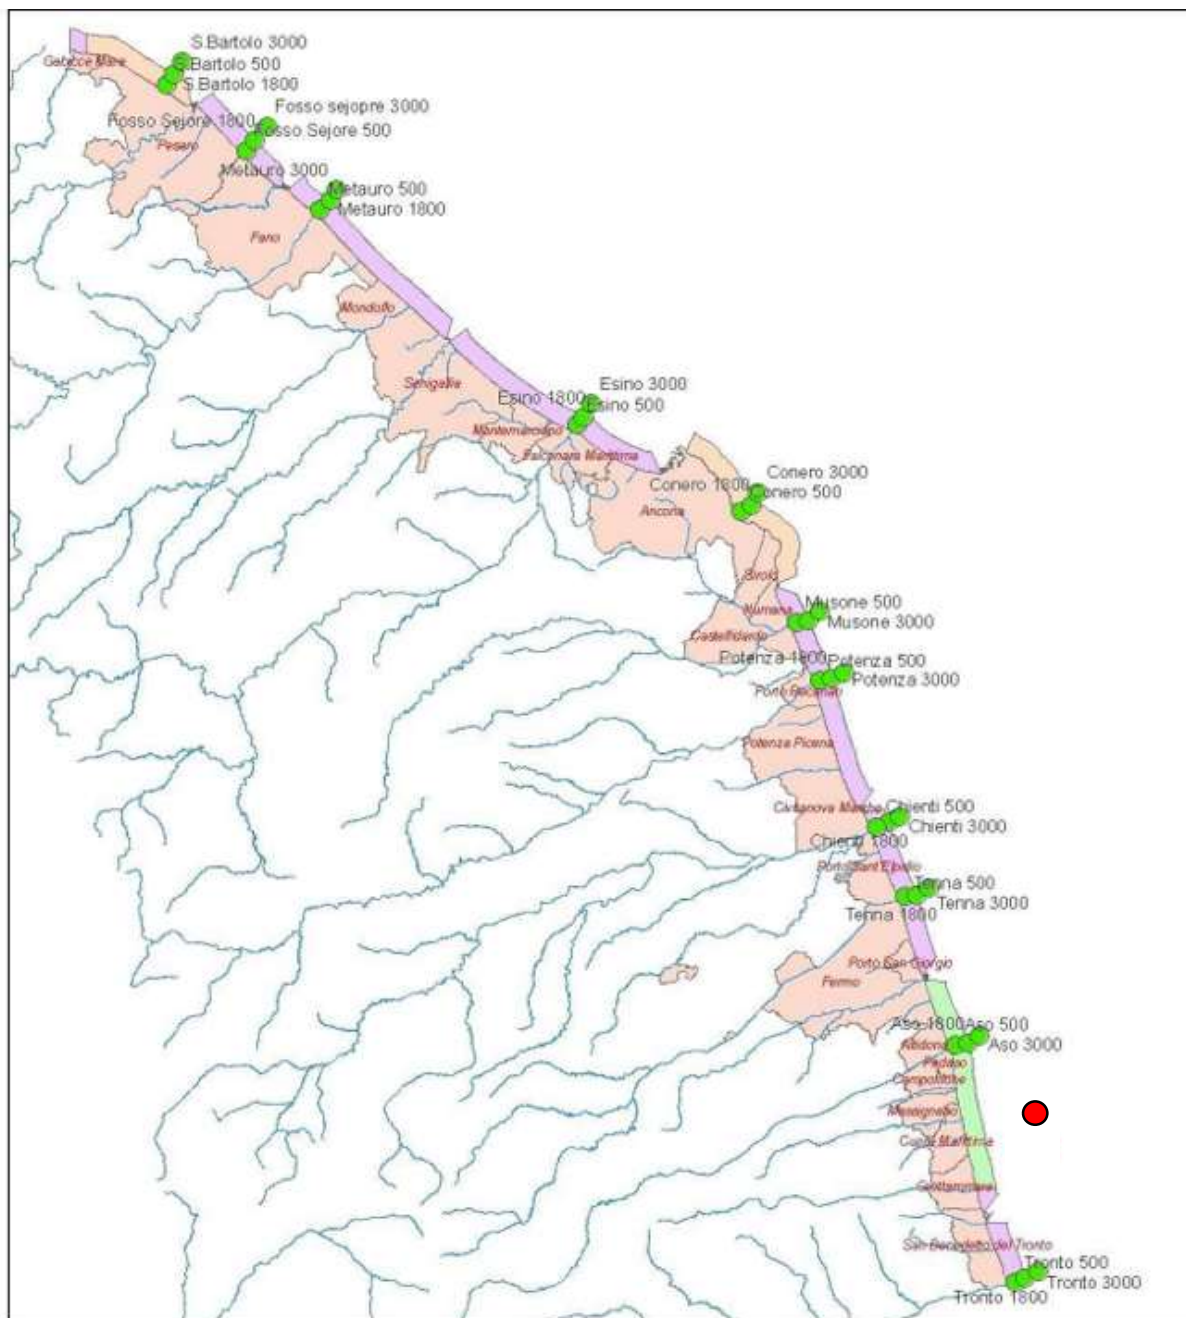 S.Bartolo 3000
Gabicce Mare
S.Bartolo 500
S.Bartolo 1800
Fosso sejopre 3000
Fosso Sejore 1800
Fosso Sejore 500
Pesaro
Metauro 3000
Metauro 500
Metauro 1800
Fano
Mondolfo
Senigallia
Esino 3000
Esino 1800
Esino 500
Montemarciano
Falconara Marittima
Conero 3000
Conero 1800
Conero 500
Ancona
Sirolo
Musone 500
Numana
Musone 3000
Castelfidardo
Potenza 1800
Potenza 500
Potenza 3000
Porto Recanati
Potenza Picena
Civitanova Marche
Chienti 500
Chienti 3000
Chienti 1800
Porto Sant'Elpidio
Tenna 500
Tenna 3000
Tenna 1800
Porto San Giorgio
Fermo
Aso 1800
Aso 500
Aso 3000
Pedaso
Campofilone
Massignano
Cupra Marittima
Grottammare
San Benedetto del Tronto
Tronto 500
Tronto 3000
Tronto 1800